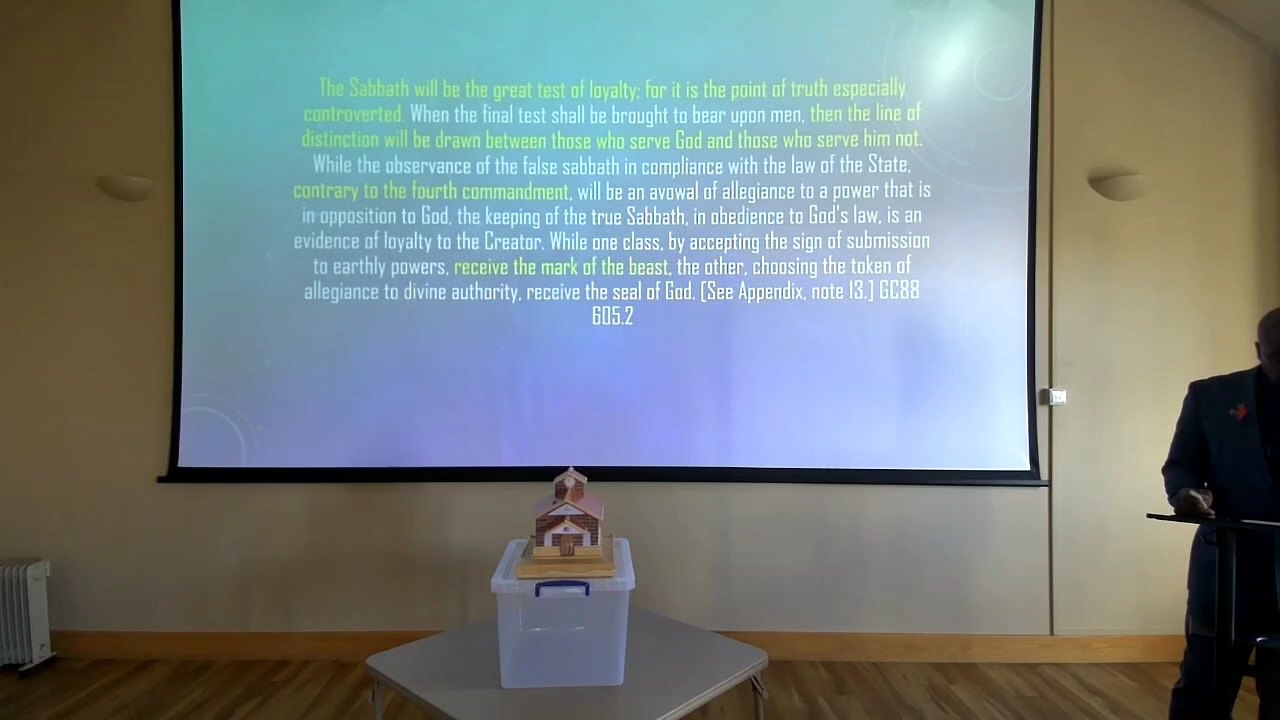 The Sabbath will be the great test of loyalty; for it is the point of truth especially
controverted. When the final test shall be brought to bear upon men, then the line of
distinction will be drawn between those who serve God and those who serve him not.
While the observance of the false sabbath in compliance with the law of the State,
contrary to the fourth commandment, will be an avowal of allegiance to a power that is
in opposition to God, the keeping of the true Sabbath, in obedience to God's law, is an
evidence of loyalty to the Creator. While one class, by accepting the sign of submission
to earthly powers, receive the mark of the beast, the other, choosing the token of
allegiance to divine authority, receive the seal of God. [See Appendix, note 13.] GC88
605.2